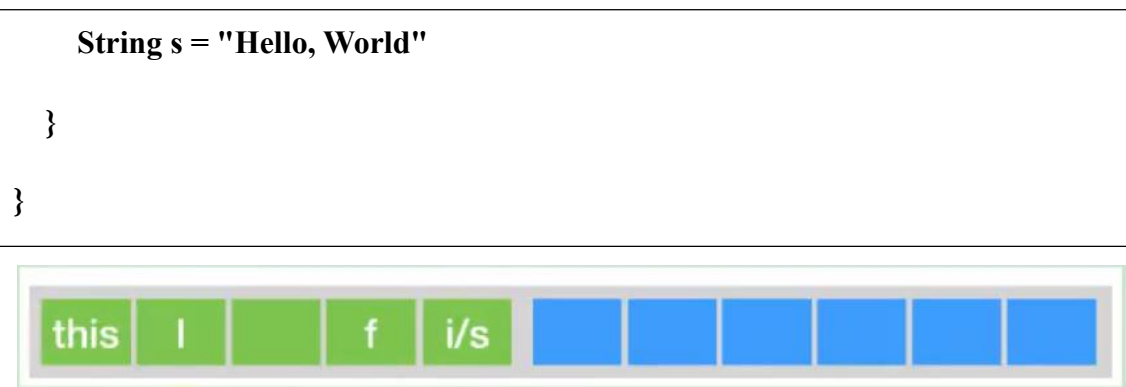 String s = "Hello, World"
}
}
this l f i/s